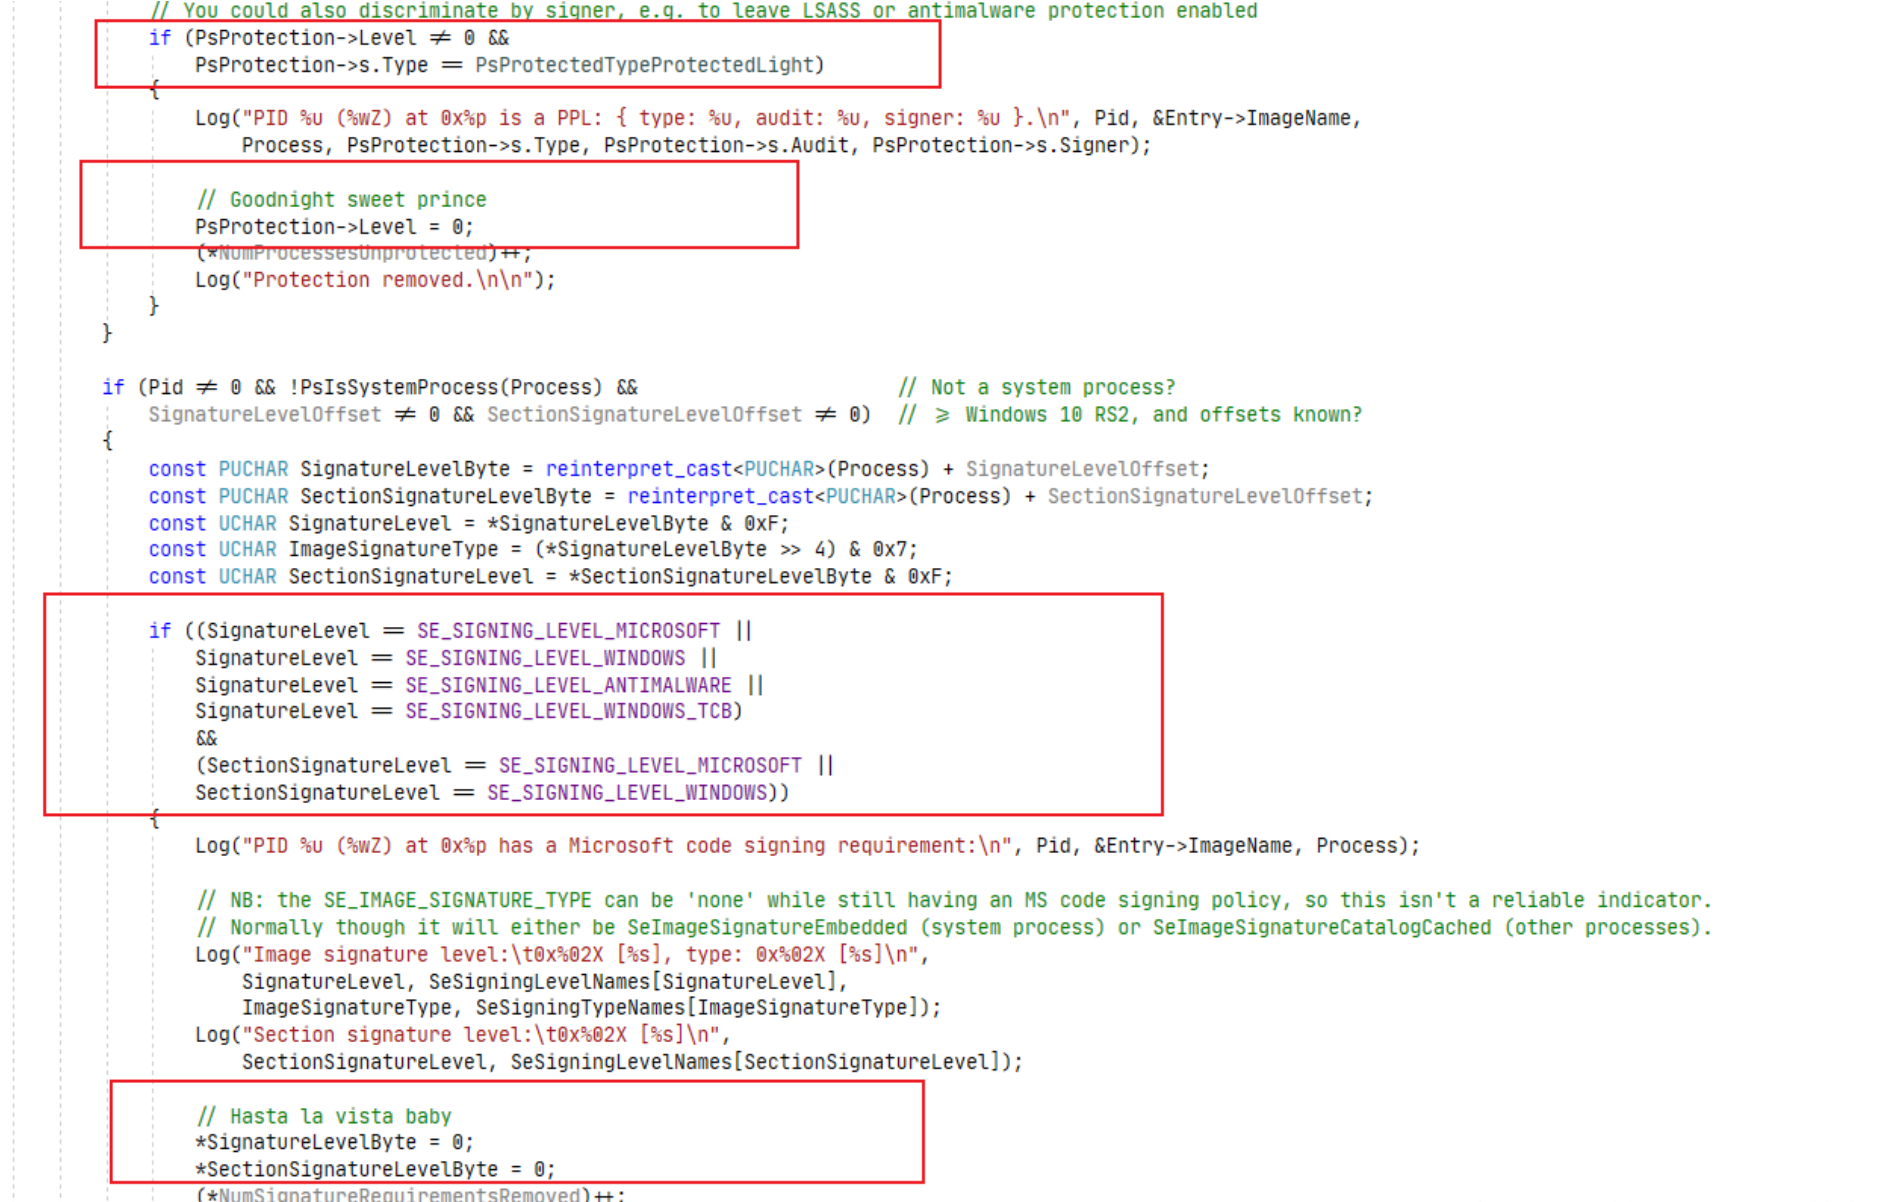 // You could also discriminate by signer, e.g. to leave LSASS or antimalware protection enabled
if (PsProtection->Level ≠ 0 &&
PsProtection->s.Type == PsProtectedTypeProtectedLight)
{
Log("PID %u (%wZ) at 0x%p is a PPL: { type: %u, audit: %u, signer: %u }.\n", Pid, &Entry->ImageName,
Process, PsProtection->s.Type, PsProtection->s.Audit, PsProtection->s.Signer);
// Goodnight sweet prince
PsProtection->Level = 0;
(*NumProcessesUnprotected)++;
Log("Protection removed.\n\n");
}
}
if (Pid ≠ 0 && !PsIsSystemProcess(Process) && // Not a system process?
SignatureLevelOffset ≠ 0 && SectionSignatureLevelOffset ≠ 0) // ⩾ Windows 10 RS2, and offsets known?
{
const PUCHAR SignatureLevelByte = reinterpret_cast<PUCHAR>(Process) + SignatureLevelOffset;
const PUCHAR SectionSignatureLevelByte = reinterpret_cast<PUCHAR>(Process) + SectionSignatureLevelOffset;
const UCHAR SignatureLevel = *SignatureLevelByte & 0xF;
const UCHAR ImageSignatureType = (*SignatureLevelByte >> 4) & 0x7;
const UCHAR SectionSignatureLevel = *SectionSignatureLevelByte & 0xF;
if ((SignatureLevel == SE_SIGNING_LEVEL_MICROSOFT ||
SignatureLevel == SE_SIGNING_LEVEL_WINDOWS ||
SignatureLevel == SE_SIGNING_LEVEL_ANTIMALWARE ||
SignatureLevel == SE_SIGNING_LEVEL_WINDOWS_TCB)
&&
(SectionSignatureLevel == SE_SIGNING_LEVEL_MICROSOFT ||
SectionSignatureLevel == SE_SIGNING_LEVEL_WINDOWS))
{
Log("PID %u (%wZ) at 0x%p has a Microsoft code signing requirement:\n", Pid, &Entry->ImageName, Process);
// NB: the SE_IMAGE_SIGNATURE_TYPE can be 'none' while still having an MS code signing policy, so this isn't a reliable indicator.
// Normally though it will either be SeImageSignatureEmbedded (system process) or SeImageSignatureCatalogCached (other processes).
Log("Image signature level:\t0x%02X [%s], type: 0x%02X [%s]\n",
SignatureLevel, SeSigningLevelNames[SignatureLevel],
ImageSignatureType, SeSigningTypeNames[ImageSignatureType]);
Log("Section signature level:\t0x%02X [%s]\n",
SectionSignatureLevel, SeSigningLevelNames[SectionSignatureLevel]);
// Hasta la vista baby
*SignatureLevelByte = 0;
*SectionSignatureLevelByte = 0;
(*NumSignatureRequirementsRemoved)++;